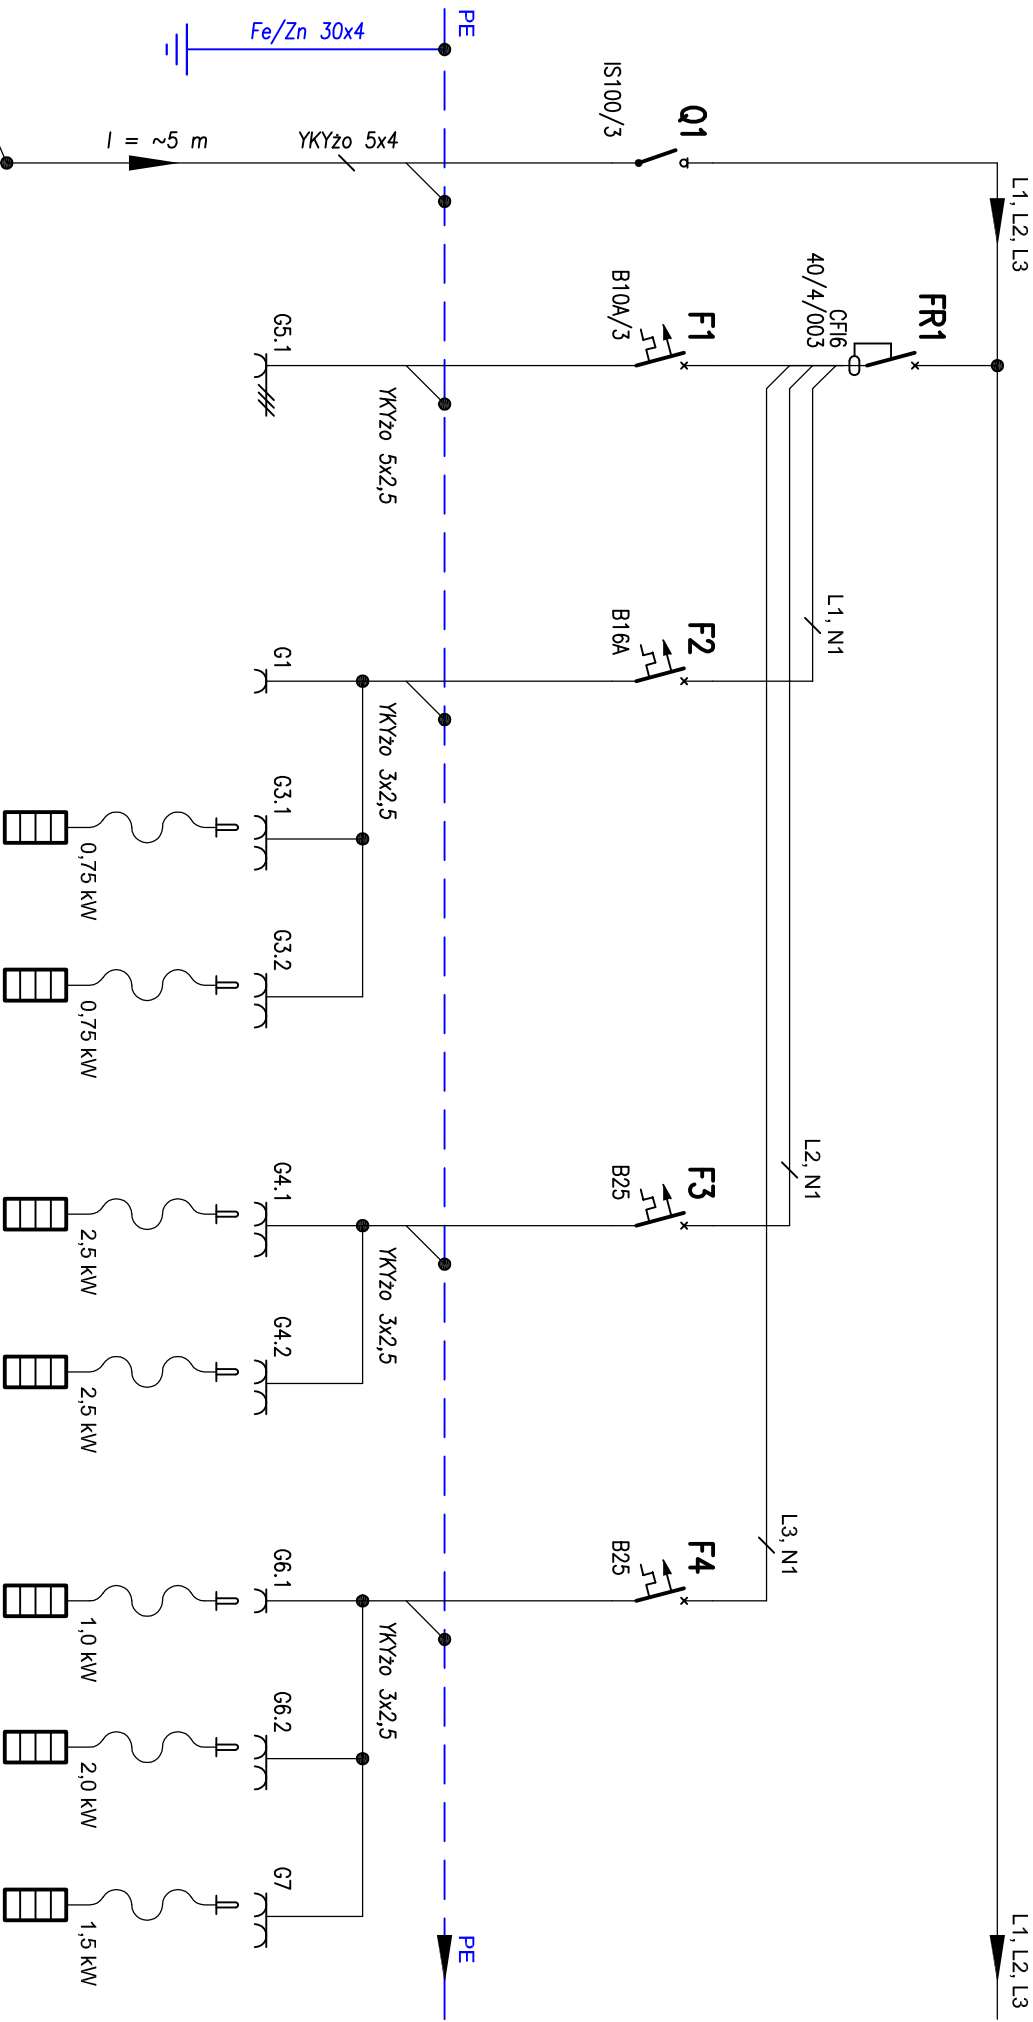 L1, L2, L3
L1, L2, L3
FR1
CFI6
40/4/003
L1, N1
L2, N1
L3, N1
Q1
IS100/3
F1
B10A/3
F2
B16A
F3
B25
F4
B25
PE
PE
Fe/Zn 30x4
l = ~5 m
YKYżo 5x4
YKYżo 5x2,5
YKYżo 3x2,5
YKYżo 3x2,5
YKYżo 3x2,5
G5.1
G1
G3.1
G3.2
G4.1
G4.2
G6.1
G6.2
G7
0,75 kW
0,75 kW
2,5 kW
2,5 kW
1,0 kW
2,0 kW
1,5 kW